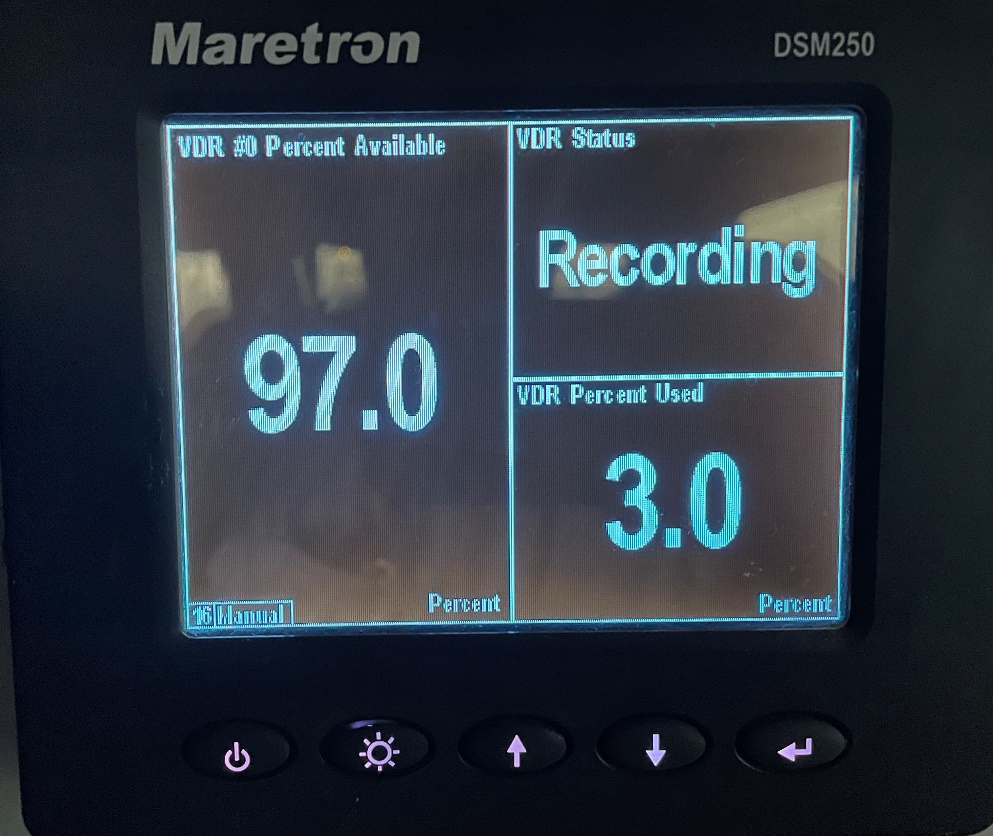 Maretron
DSM250
VDR #0 Percent Available
97.0
Percent
16 Manual
VDR Status
Recording
VDR Percent Used
3.0
Percent